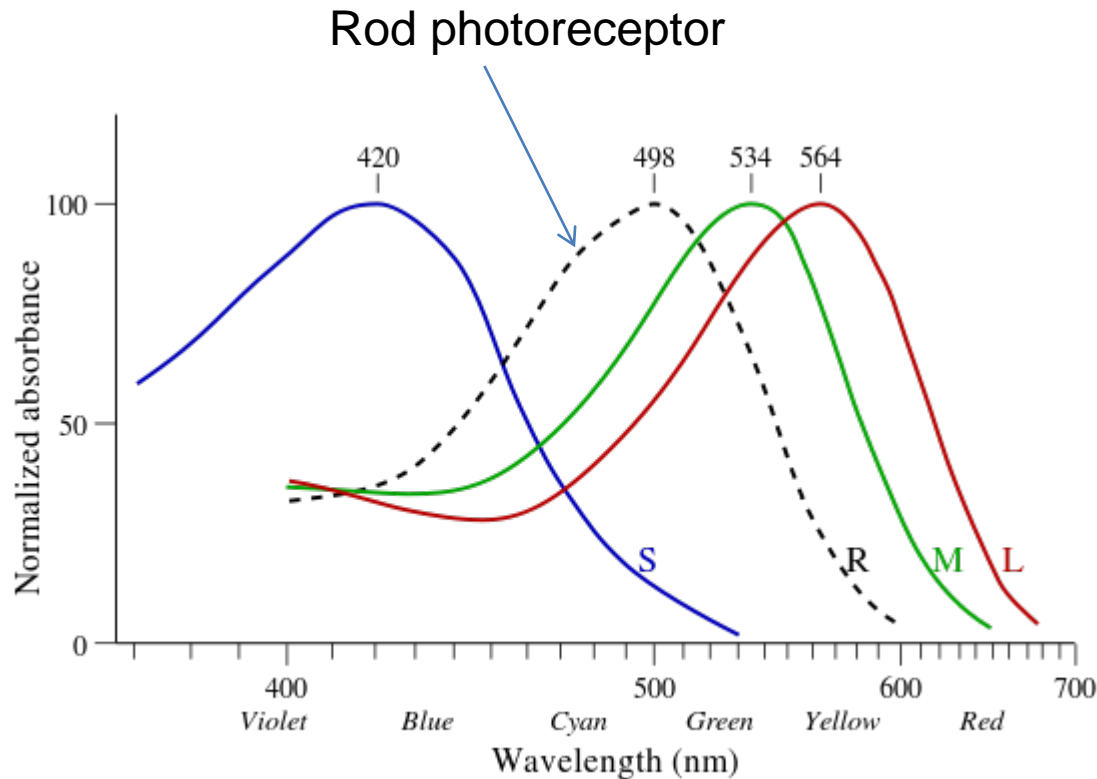 Rod photoreceptor
420 498 534 564
100
50
0
Normalized absorbance
S R M L
400 500 600 700
Violet Blue Cyan Green Yellow Red
Wavelength (nm)